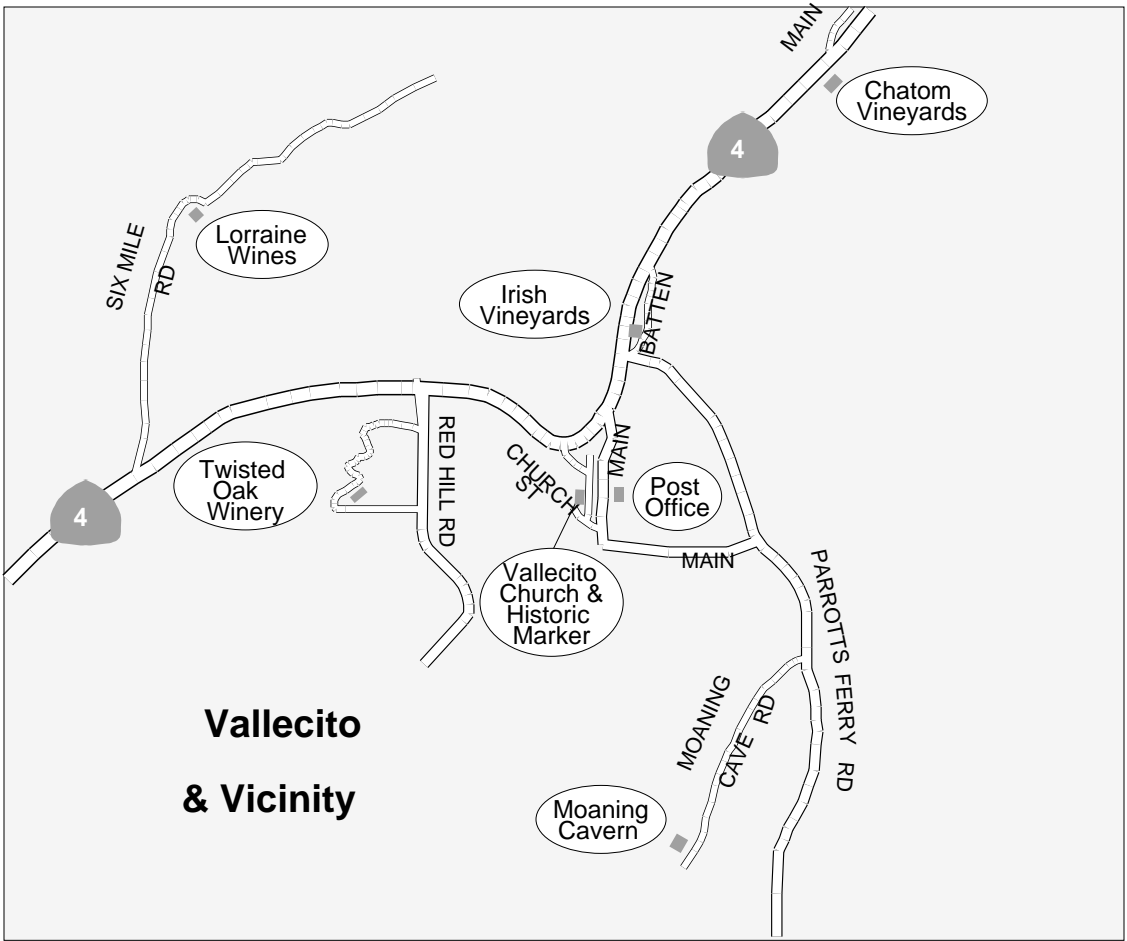 MAIN
Chatom
Vineyards
4
Lorraine
Wines
SIX MILE
RD
Irish
Vineyards
BATTEN
RED HILL RD
MAIN
CHURCH
ST
Twisted
Oak
Winery
Post
Office
4
MAIN
Vallecito
Church &
Historic
Marker
PARROTS FERRY RD
MOANING
CAVE RD
Vallecito
& Vicinity
Moaning
Cavern